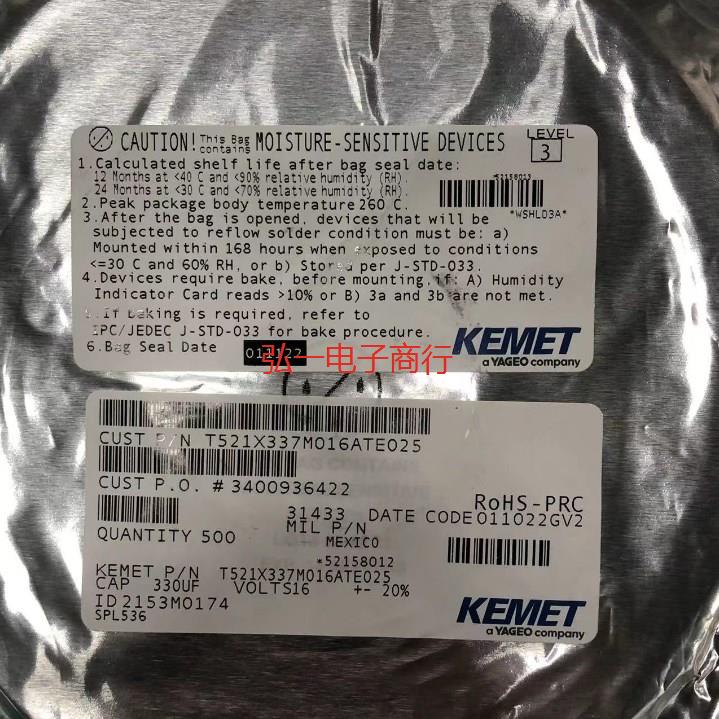 CAUTION! This Bag contains MOISTURE-SENSITIVE DEVICES
LEVEL
3
1.Calculated shelf life after bag seal date:
12 Months at <40 C and <90% relative humidity (RH).
24 Months at <30 C and <70% relative humidity (RH).
*52158013
2.Peak package body temperature 260 C.
*WSHL03A*
3.After the bag is opened, devices that will be
subjected to reflow solder condition must be: a)
Mounted within 168 hours when exposed to conditions
<=30 C and 60% RH, or b) Stored per J-STD-033.
4.Devices require bake, before mounting, if: A) Humidity
Indicator Card reads >10% or B) 3a and 3b are not met.
If baking is required, refer to
IPC/JEDEC J-STD-033 for bake procedure.
6.Bag Seal Date 011122
KEMET
a YAGEO company
弘一电子商行
CUST P/N T521X337M016ATE025
CUST P.O. #3400936422
RoHS-PRC
31433 DATE CODE 011022GV2
MIL P/N
QUANTITY 500
MEXICO
*52158012
KEMET P/N T521X337M016ATE025
CAP 330UF VOLTS16 +- 20%
ID 2153M0174
SPL536
KEMET
a YAGEO company